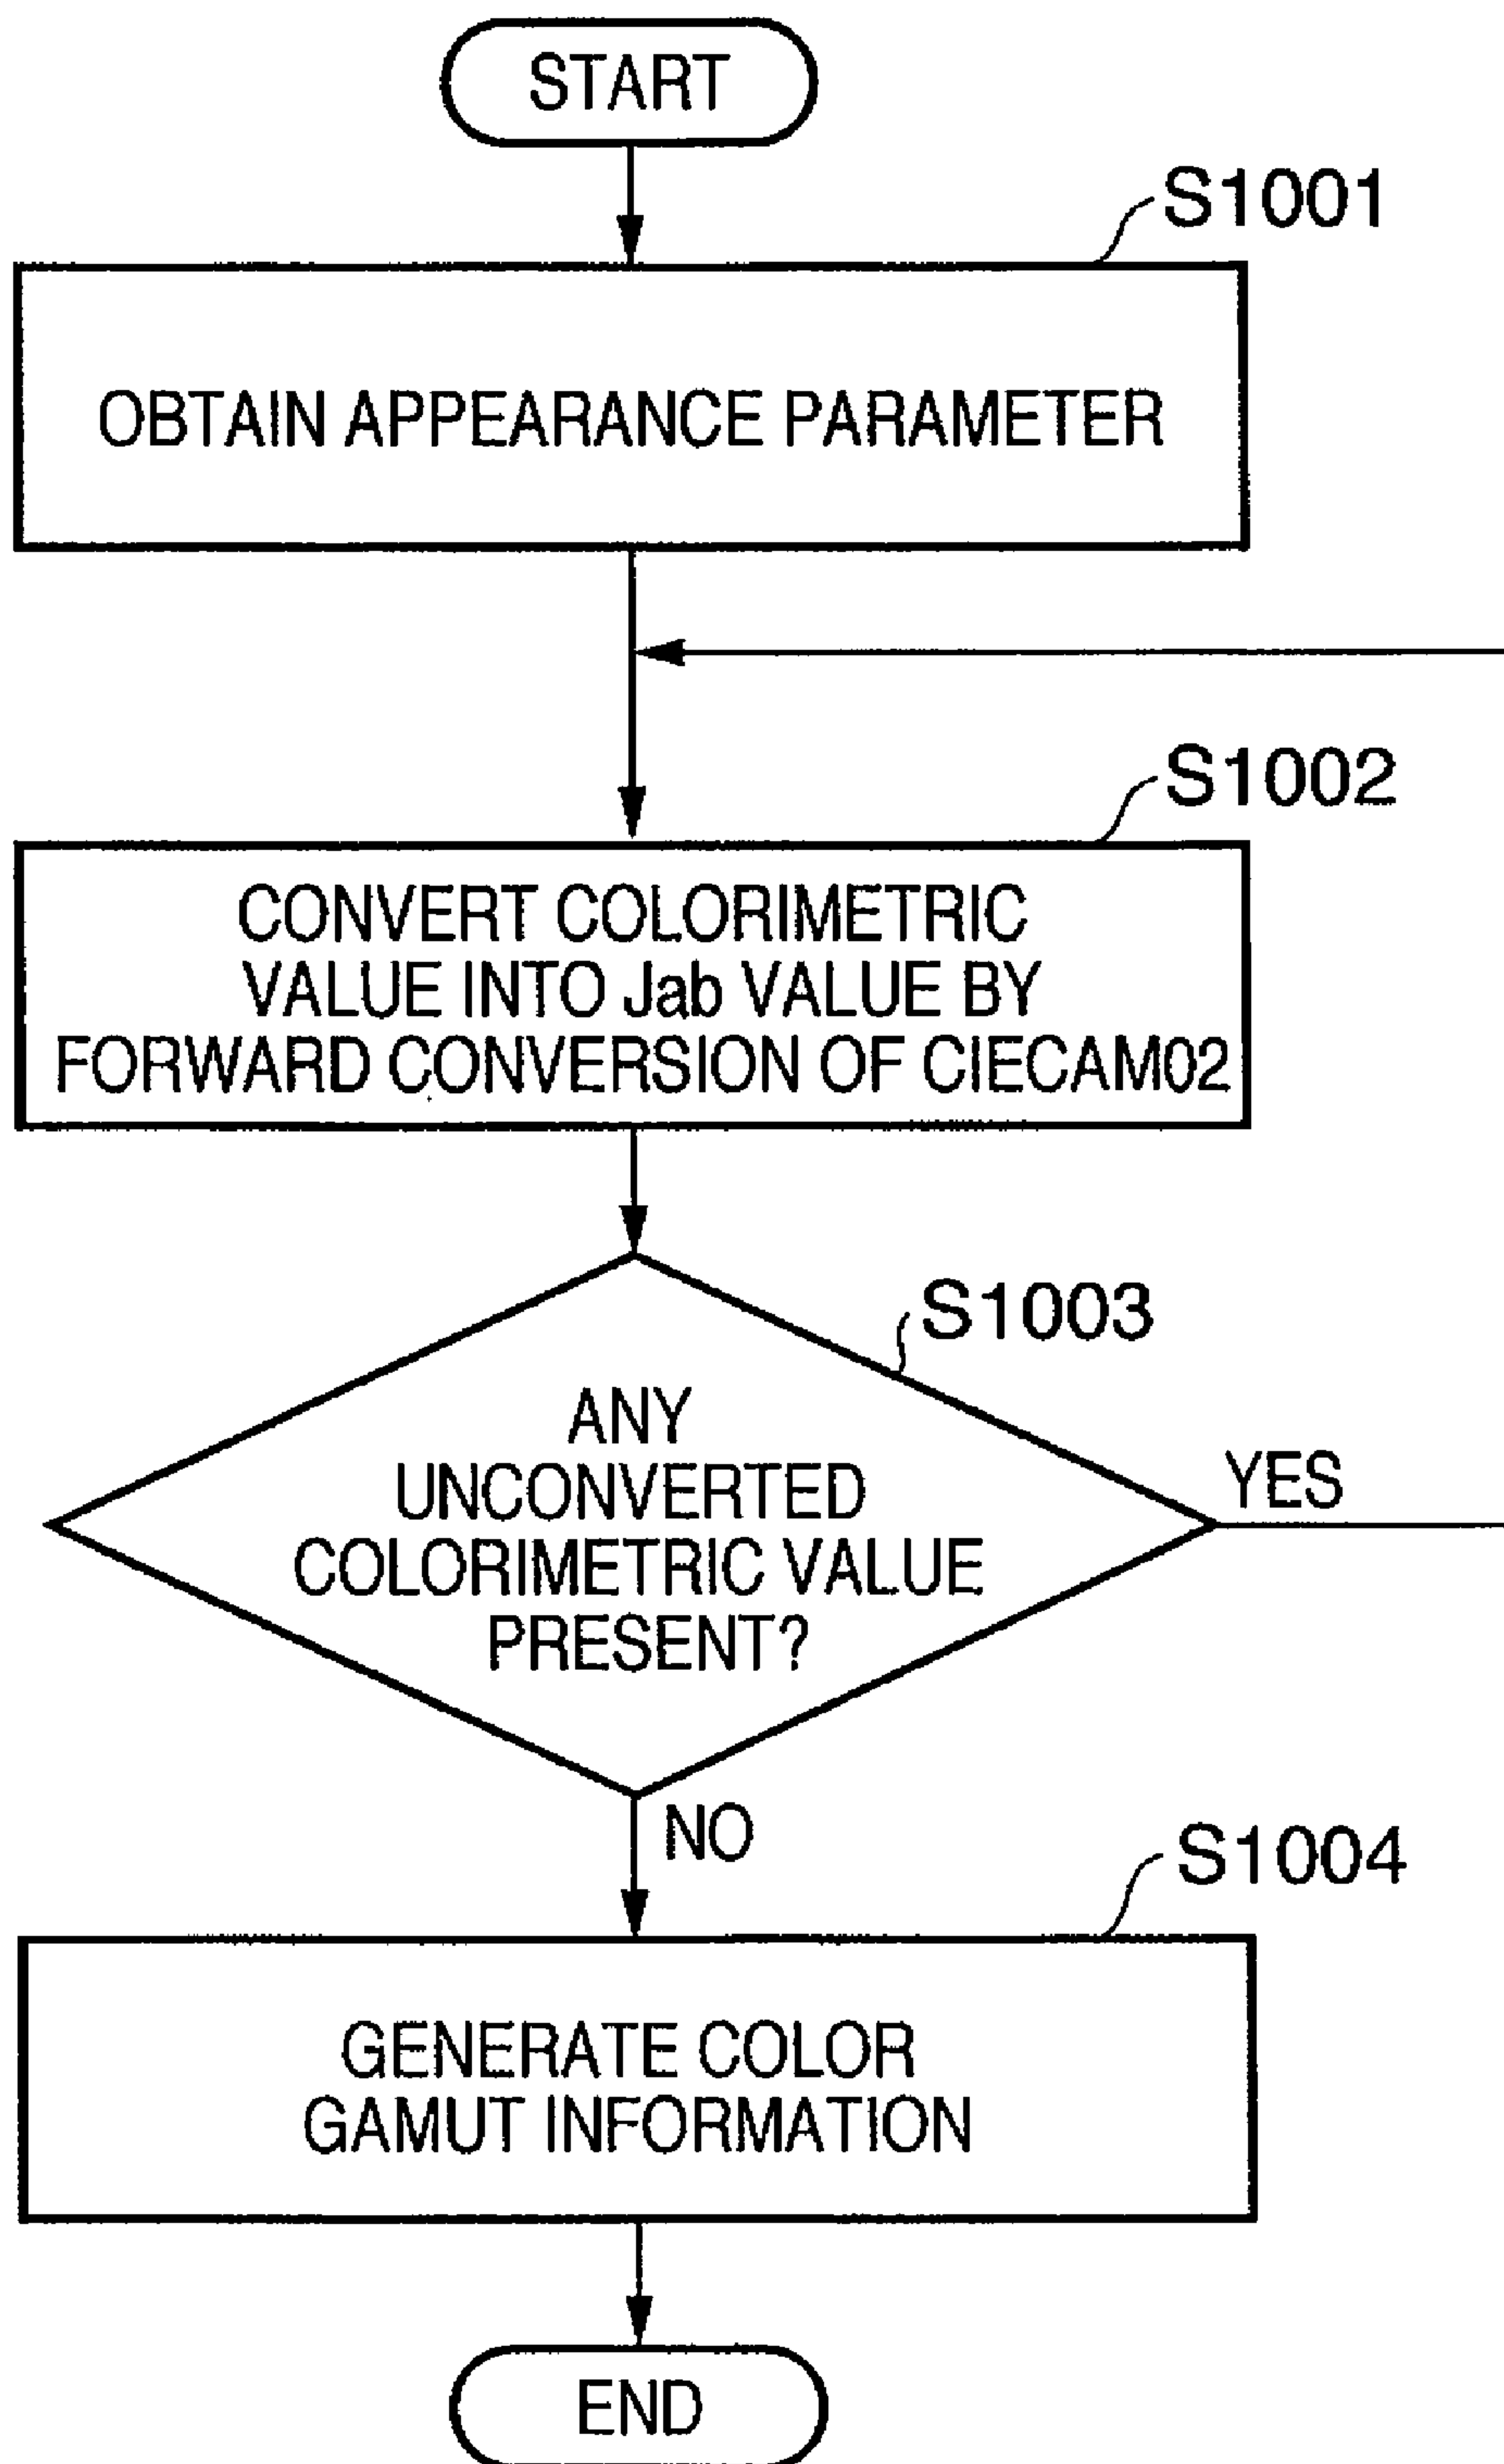 START
S1001
OBTAIN APPEARANCE PARAMETER
S1002
CONVERT COLORIMETRIC
VALUE INTO Jab VALUE BY
FORWARD CONVERSION OF CIECAM02
S1003
ANY
UNCONVERTED
COLORIMETRIC VALUE
PRESENT?
YES
NO
S1004
GENERATE COLOR
GAMUT INFORMATION
END